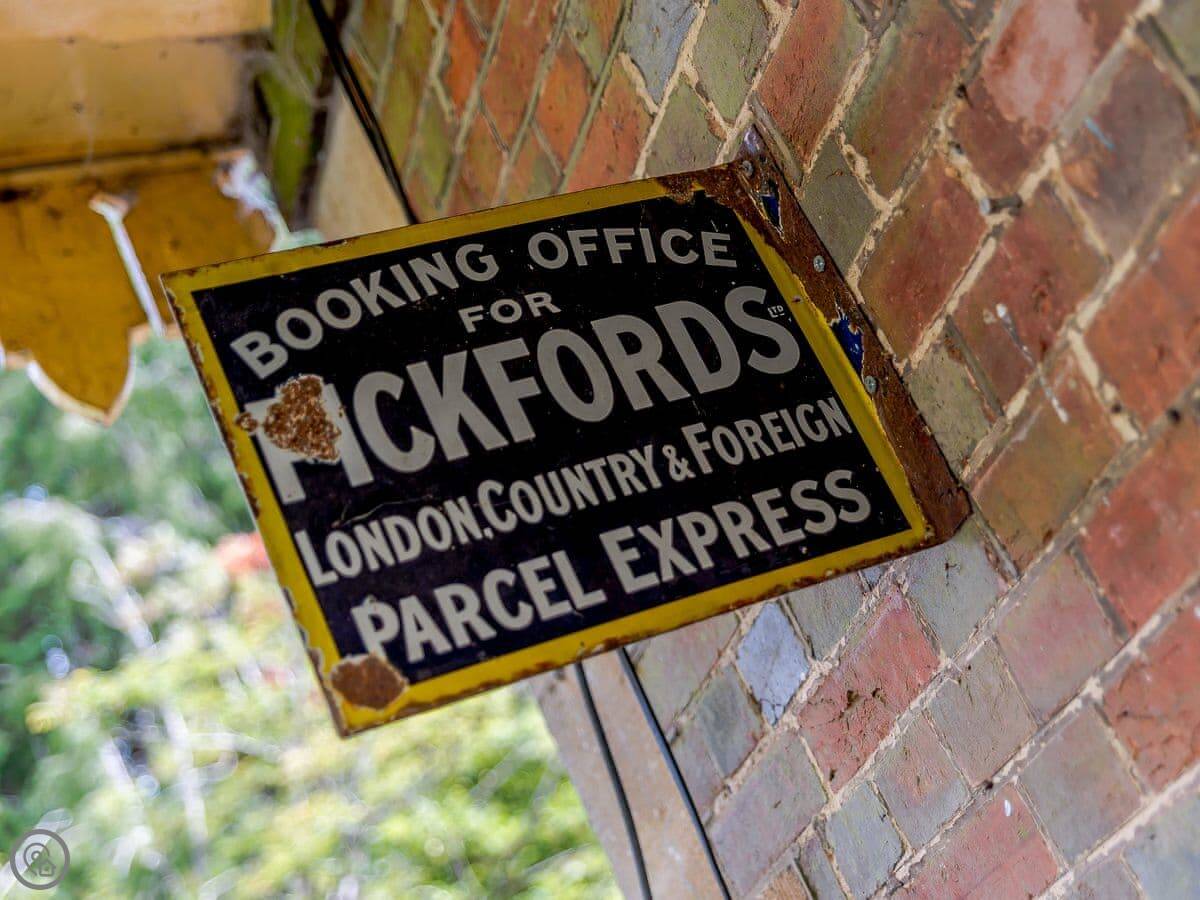 BOOKING OFFICE
FOR
PICKFORDS LTD
LONDON, COUNTRY & FOREIGN
PARCEL EXPRESS